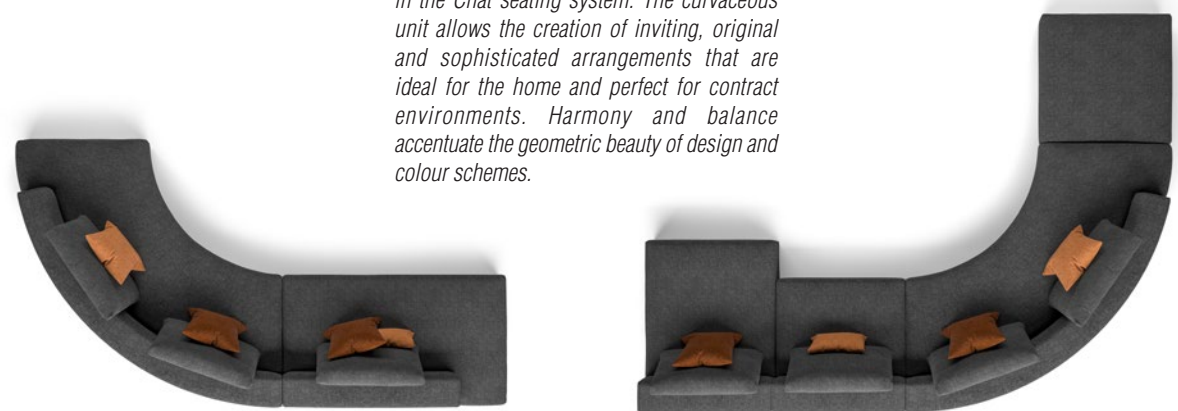 in the Chat seating system. The curvaceous
unit allows the creation of inviting, original
and sophisticated arrangements that are
ideal for the home and perfect for contract
environments. Harmony and balance
accentuate the geometric beauty of design and
colour schemes.